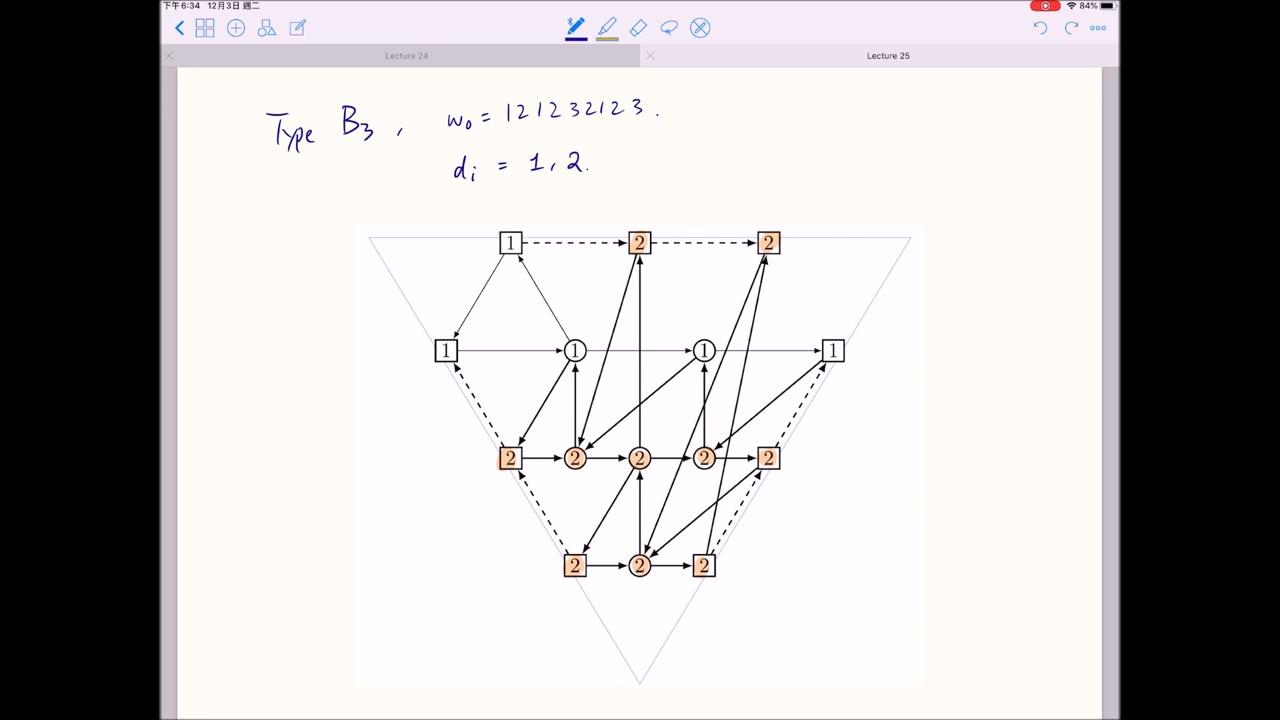 下午6:34 12月3日 週二 84%
Lecture 24 Lecture 25
Type B₃, w₀ = 121232123.
dᵢ = 1, 2.
1 2 2
1 1 1 1
2 2 2 2 2
2 2 2